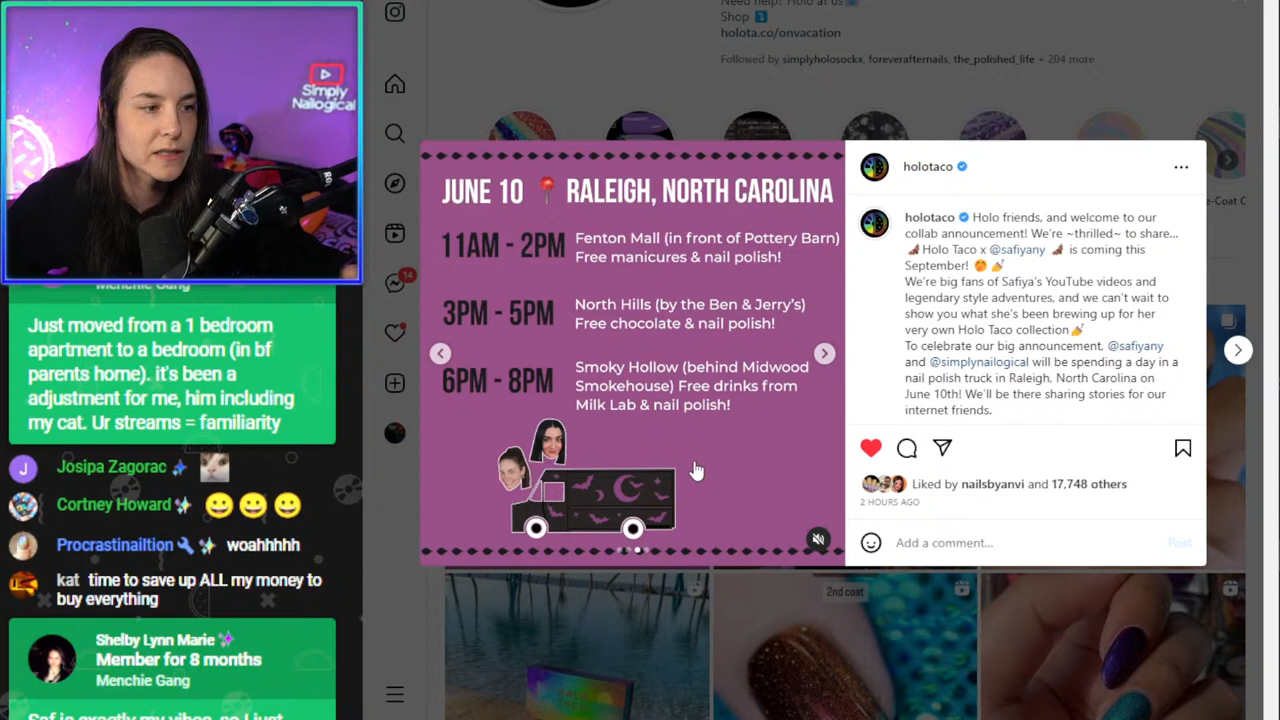 Simply
Nailogical
Menchie Gang
Just moved from a 1 bedroom
apartment to a bedroom (in bf
parents home). it's been a
adjustment for me, him including
my cat. Ur streams = familiarity
J Josipa Zagorac
Cortney Howard
Procrastinailtion woahhhhh
kat time to save up ALL my money to
buy everything
Shelby Lynn Marie
Member for 8 months
Menchie Gang
Saf is exactly my vibes, so I just
14
Need help? Holo at us
Shop
holota.co/onvacation
Followed by simplyholosockx, foreverafternails, the_polished_life + 204 more
JUNE 10 RALEIGH, NORTH CAROLINA
11AM - 2PM Fenton Mall (in front of Pottery Barn)
Free manicures & nail polish!
3PM - 5PM North Hills (by the Ben & Jerry's)
Free chocolate & nail polish!
6PM - 8PM Smoky Hollow (behind Midwood
Smokehouse) Free drinks from
Milk Lab & nail polish!
holotaco
holotaco Holo friends, and welcome to our
collab announcement! We're ~thrilled~ to share...
Holo Taco x @safiyany is coming this
September!
We're big fans of Safiya's YouTube videos and
legendary style adventures, and we can't wait to
show you what she's been brewing up for her
very own Holo Taco collection
To celebrate our big announcement, @safiyany
and @simplynailogical will be spending a day in a
nail polish truck in Raleigh, North Carolina on
June 10th! We'll be there sharing stories for our
internet friends.
Liked by nailsbyanvi and 17,748 others
2 HOURS AGO
Add a comment...
Post
2nd coat